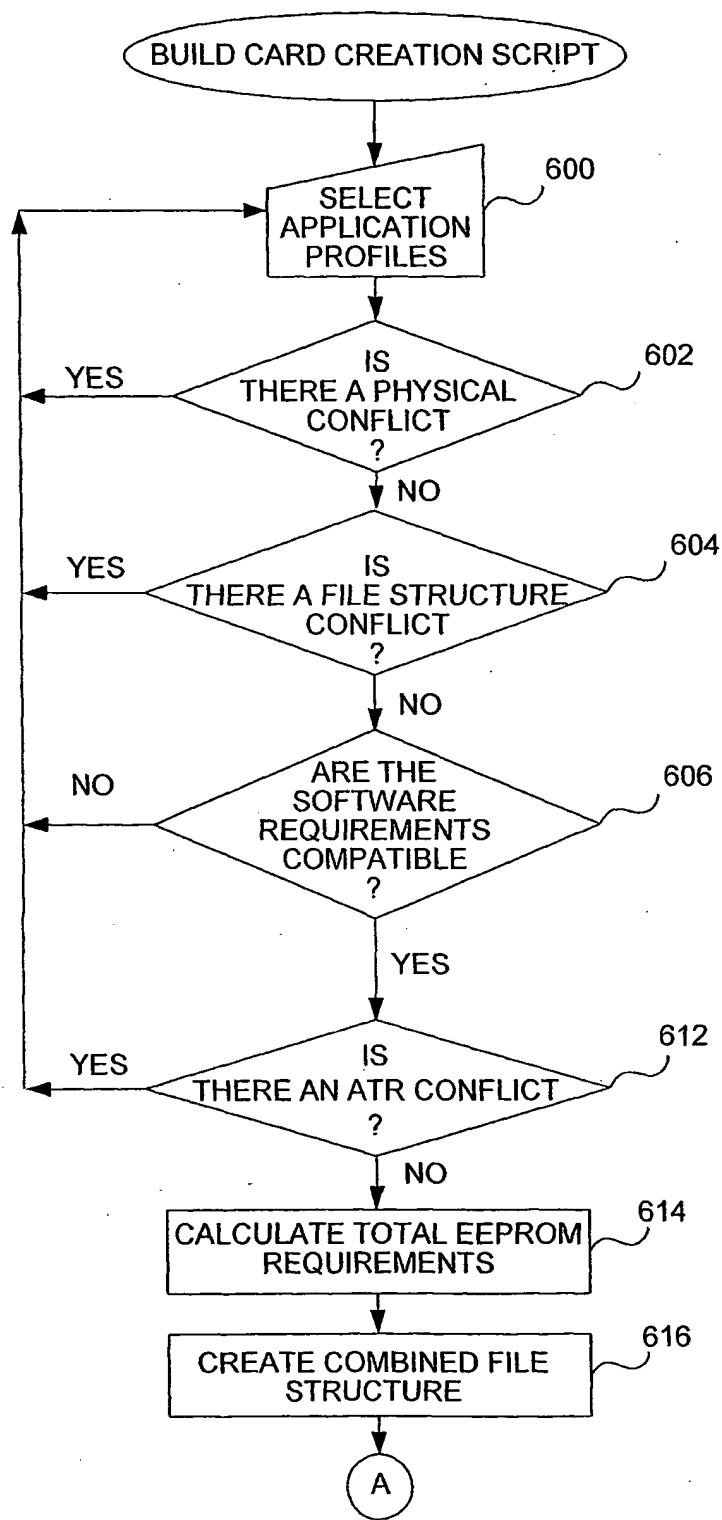 BUILD CARD CREATION SCRIPT
600
SELECT
APPLICATION
PROFILES
602
IS
THERE A PHYSICAL
CONFLICT
?
YES
NO
604
IS
THERE A FILE STRUCTURE
CONFLICT
?
YES
NO
606
ARE THE
SOFTWARE
REQUIREMENTS
COMPATIBLE
?
NO
YES
612
IS
THERE AN ATR CONFLICT
?
YES
NO
614
CALCULATE TOTAL EEPROM
REQUIREMENTS
616
CREATE COMBINED FILE
STRUCTURE
A